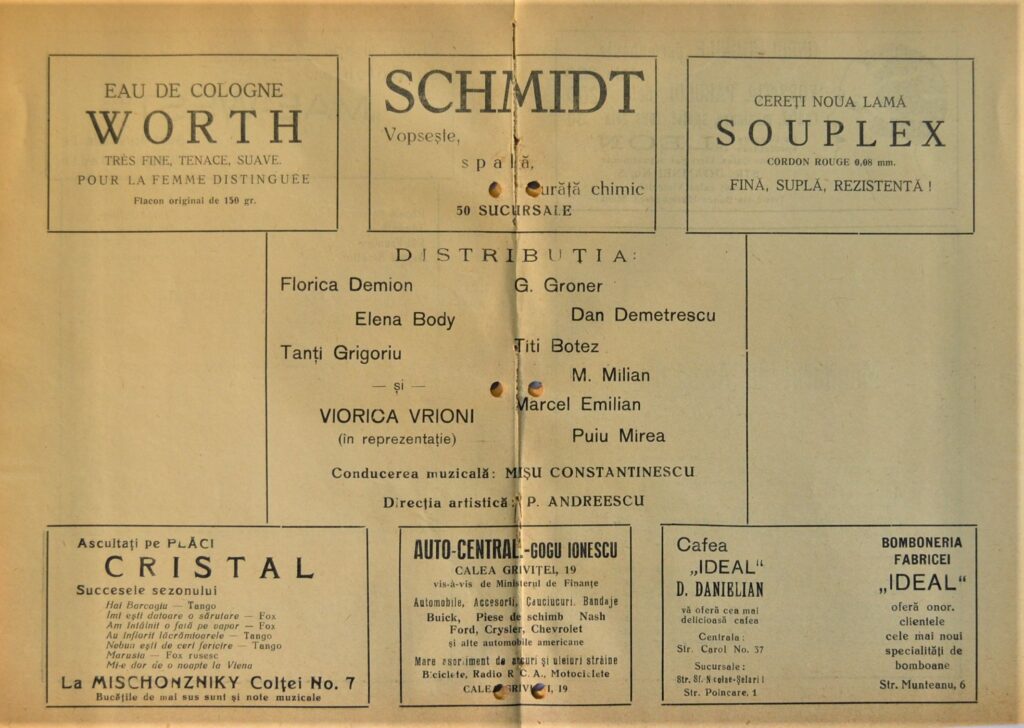 EAU DE COLOGNE
WORTH
TRÈS FINE, TENACE, SUAVE.
POUR LA FEMME DISTINGUÉE
Flacon original de 150 gr.
SCHMIDT
Vopsește,
spală,
curăță chimic
50 SUCURSALE
CEREȚI NOUA LAMĂ
SOUPLEX
CORDON ROUGE 0,08 mm.
FINĂ, SUPLĂ, REZISTENTĂ !
DISTRIBUȚIA:
Florica Demion
Elena Body
Tanți Grigoriu
— și —
VIORICA VRIONI
(în reprezentație)
G. Groner
Dan Demetrescu
Titi Botez
M. Milian
Marcel Emilian
Puiu Mirea
Conducerea muzicală: MIȘU CONSTANTINESCU
Direcția artistică: P. ANDREESCU
Ascultați pe PLĂCI
CRISTAL
Succesele sezonului
Hai Barcagiu — Tango
Îmi ești datoare o sărutare — Fox
Am întâlnit o fată pe vapor — Fox
Au înflorit lăcrămioarele — Tango
Nebun ești de ceri fericire — Tango
Marusia — Fox rusesc
Mi-e dor de o noapte la Viena
La MISCHONZNIKY Colței No. 7
Bucățile de mai sus sunt și note muzicale
AUTO-CENTRAL-GOGU IONESCU
CALEA GRIVIȚEI, 19
vis-à-vis de Ministerul de Finanțe
Automobile, Accesorii, Cauciucuri, Bandaje
Buick, Piese de schimb Nash
Ford, Crysler, Chevrolet
și alte automobile americane
Mare asortiment de arcuri și uleiuri străine
Biciclete, Radio R.C.A., Motociclete
CALEA GRIVIȚEI, 19
Cafea
„IDEAL“
D. DANIELIAN
vă oferă cea mai
delicioasă cafea
Centrala :
Str. Carol No. 37
Sucursale :
Str. Sf. Nicolae-Șelari 1
Str. Poincare, 1
BOMBONERIA
FABRICEI
„IDEAL“
oferă onor.
clientele
cele mai noui
specialități de
bomboane
Str. Munteanu, 6